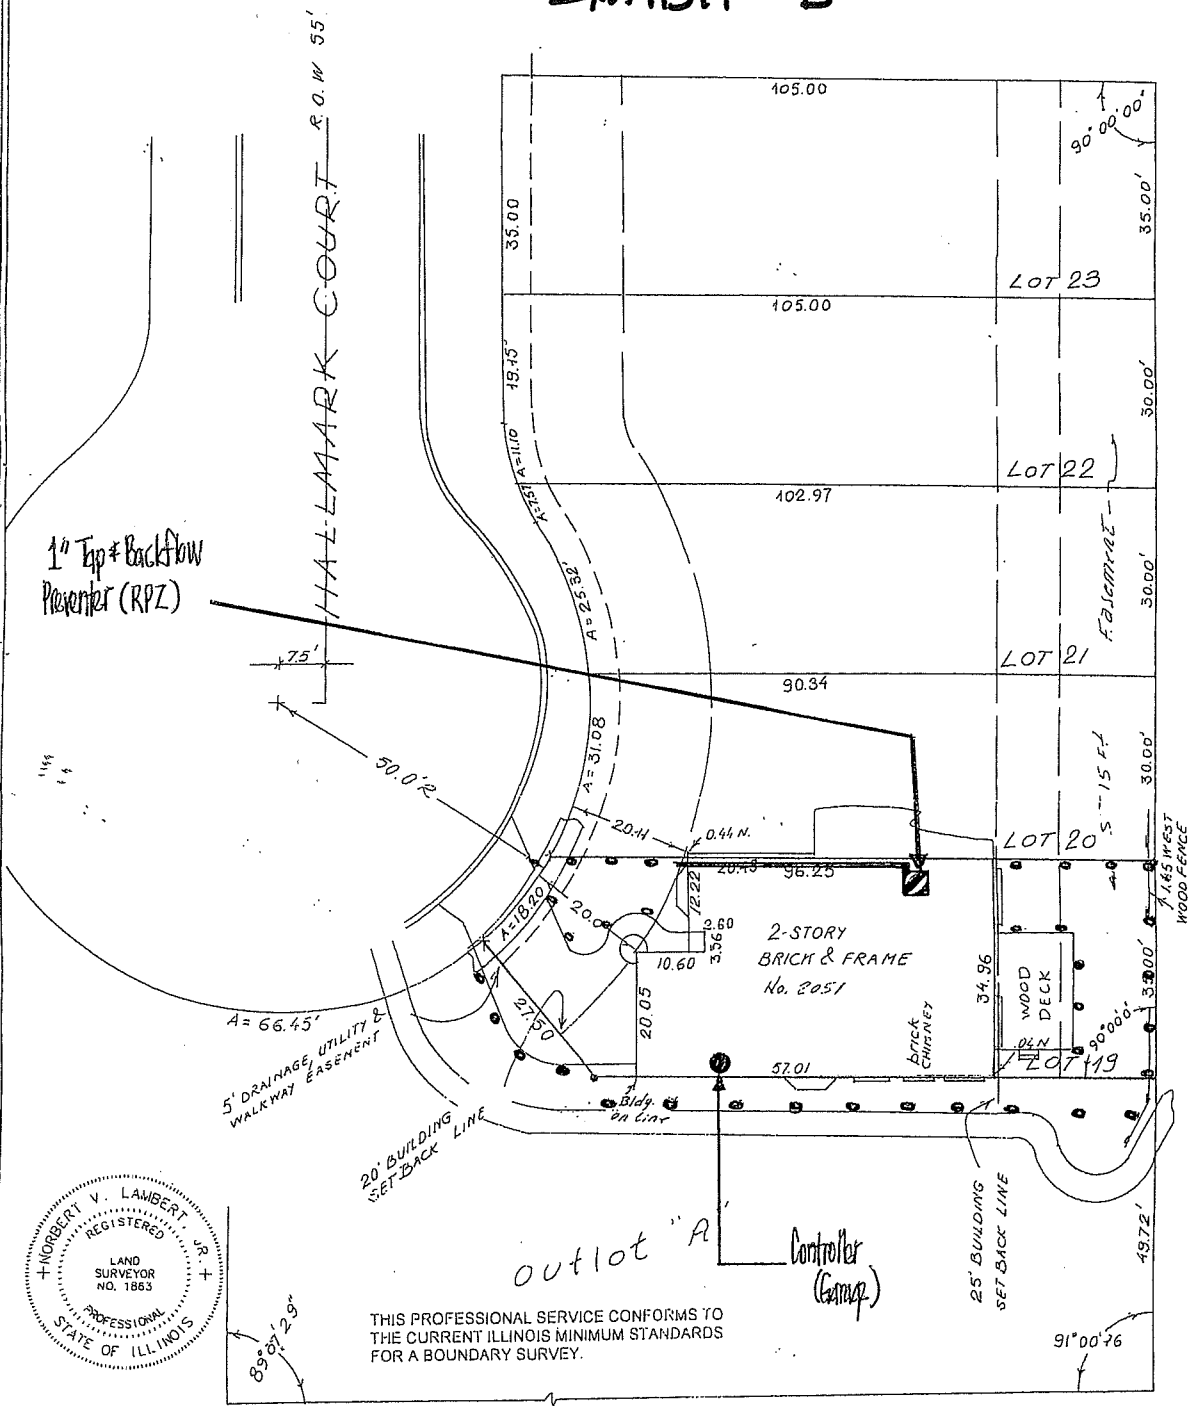 R.O.W 55'
HALLMARK COURT
105.00
90°00'00"
35.00
35.00'
LOT 23
105.00
19.15'
30.00'
A=11.10'
A=7.57
LOT 22
102.97
1" Tap & Backflow
Preventer (RPZ)
A=25.32'
Easement
30.00'
7.5'
LOT 21
90.34
50.0'R
A=31.08
15 Ft
30.00'
20.11
0.44 N.
LOT 20
1.65 WEST
WOOD FENCE
96.25
A=18.20
12.22
2.60
3.56
10.60
2-STORY
BRICK & FRAME
No. 2051
34.96
WOOD
DECK
35.00'
90°00'00"
27.50
20.05
brick
CHIMNEY
.04 N
LOT 19
A=66.45'
57.01
5' DRAINAGE, UTILITY &
WALKWAY EASEMENT
Bldg.
on line
20' BUILDING
SET BACK LINE
NORBERT V. LAMBERT, JR.
REGISTERED
LAND
SURVEYOR
NO. 1863
PROFESSIONAL
STATE OF ILLINOIS
outlot "A"
Controller
(Garage)
25' BUILDING
SET BACK LINE
49.72'
THIS PROFESSIONAL SERVICE CONFORMS TO
THE CURRENT ILLINOIS MINIMUM STANDARDS
FOR A BOUNDARY SURVEY.
89°07'29"
91°00'76